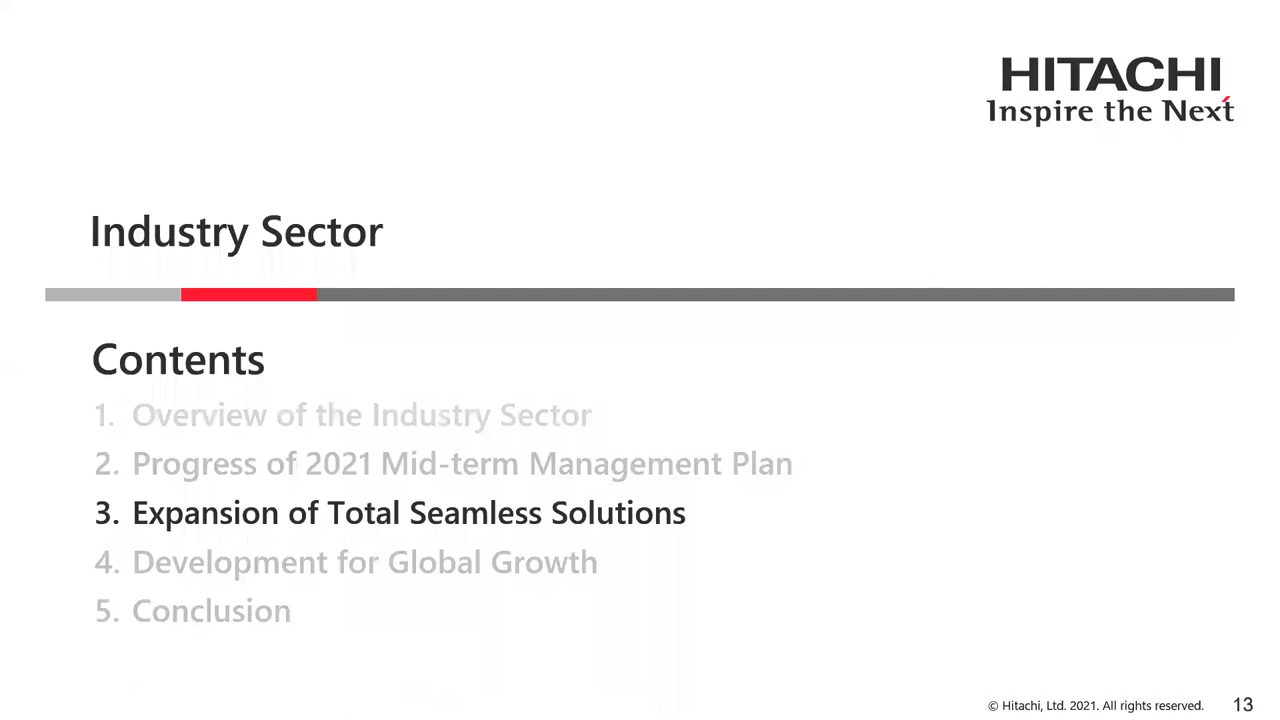 HITACHI
Inspire the Next
Industry Sector
Contents
1. Overview of the Industry Sector
2. Progress of 2021 Mid-term Management Plan
3. Expansion of Total Seamless Solutions
4. Development for Global Growth
5. Conclusion
© Hitachi, Ltd. 2021. All rights reserved. 13